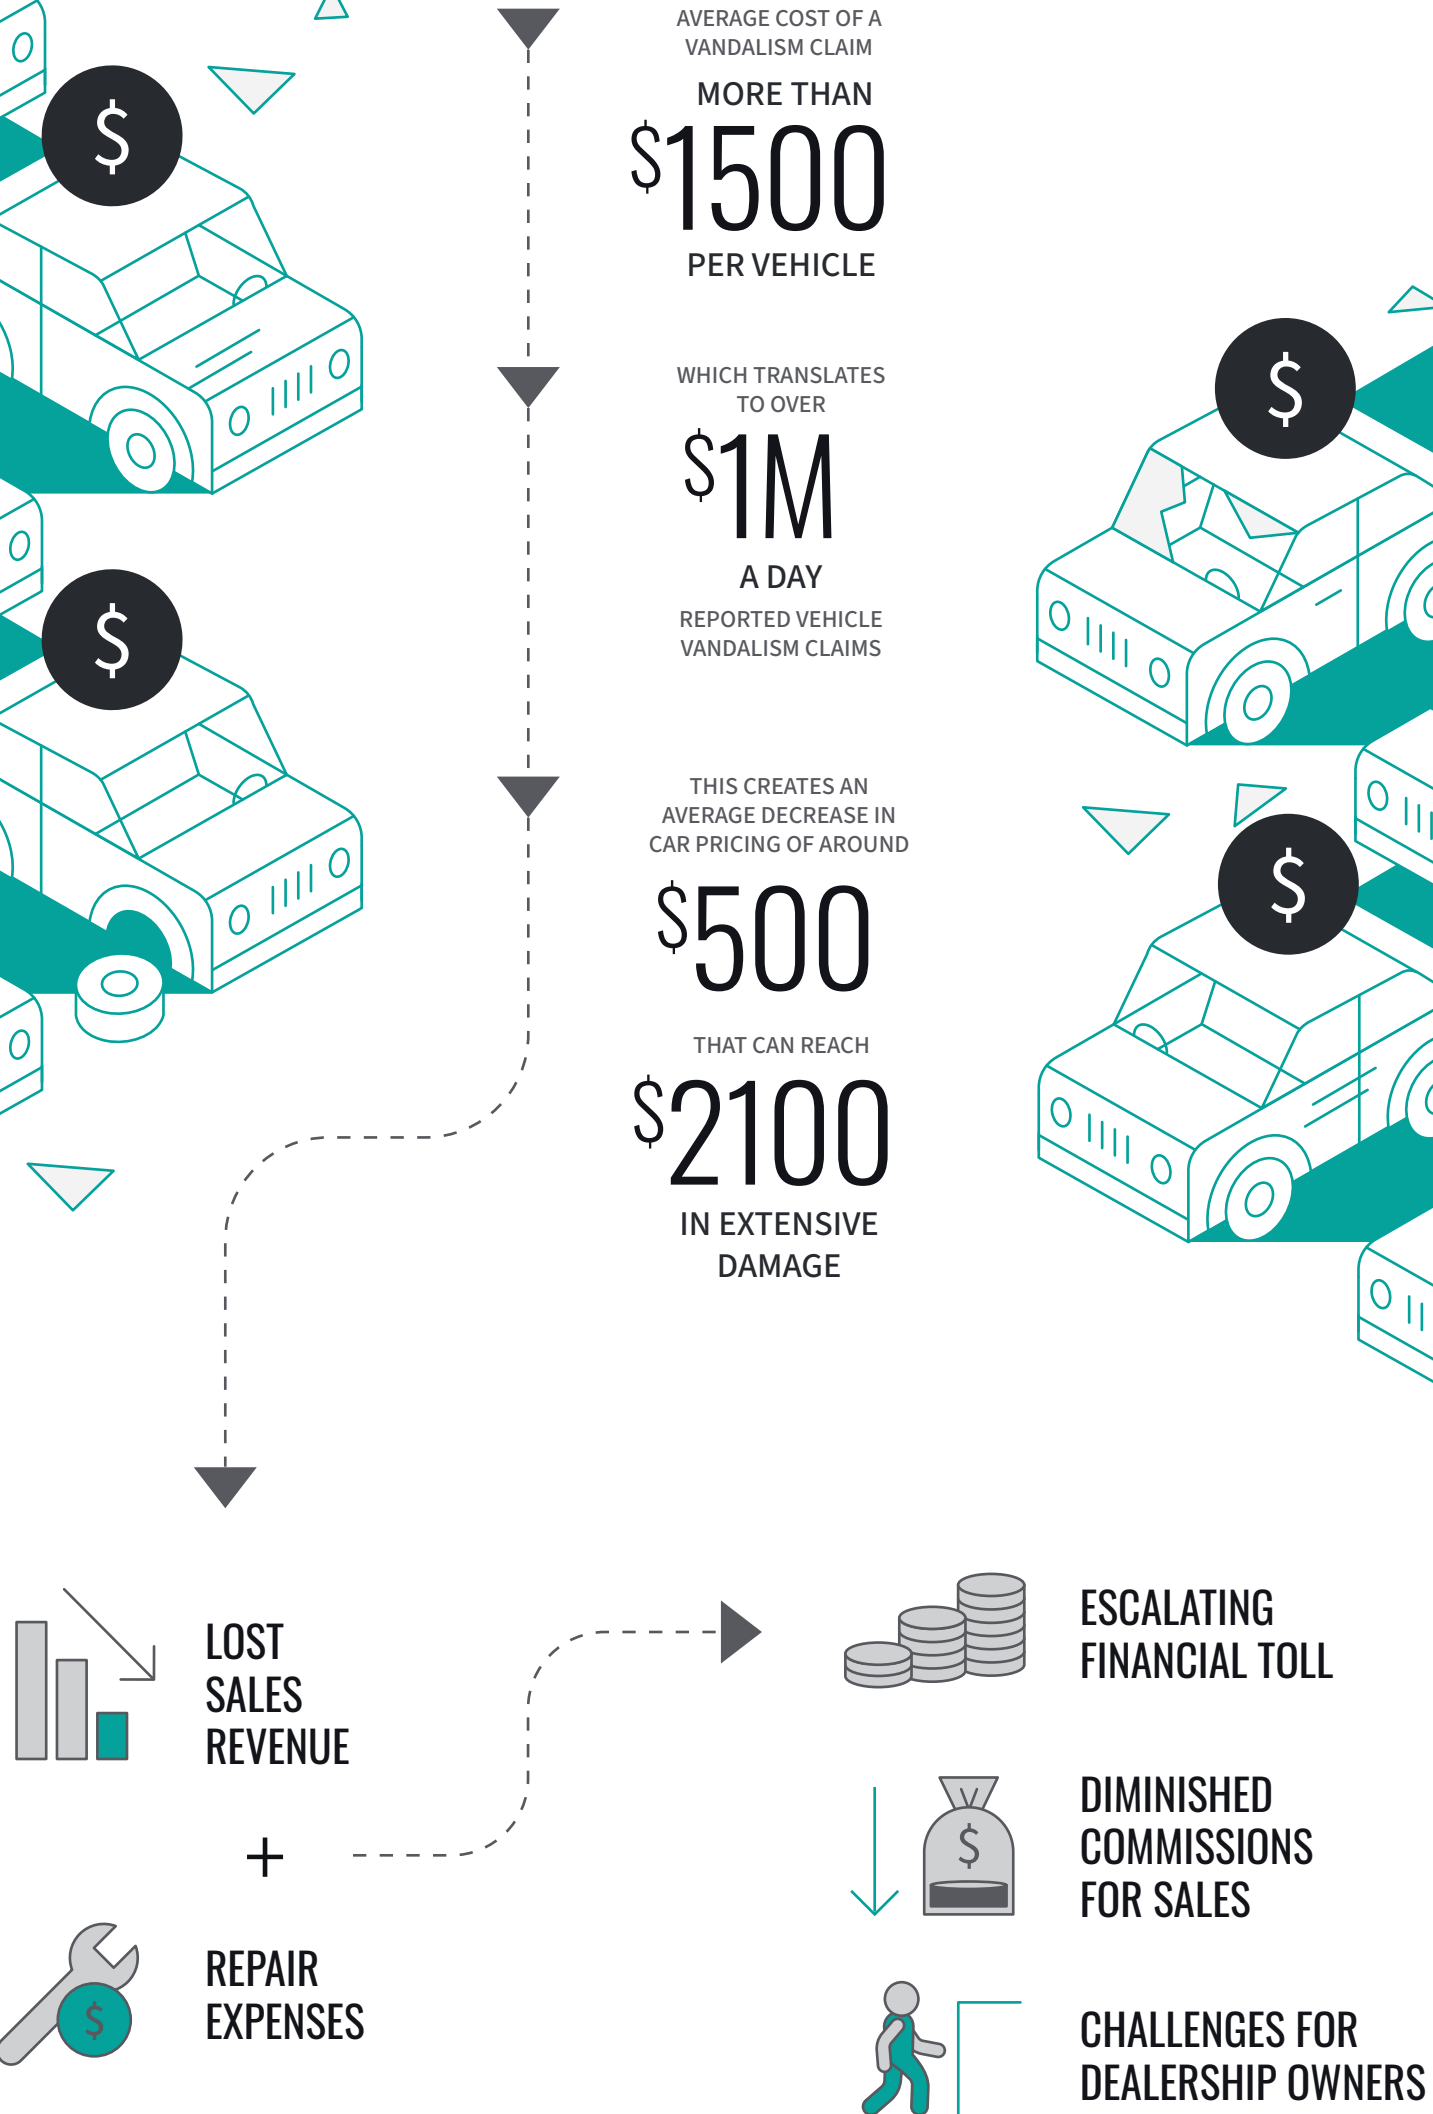 AVERAGE COST OF A
VANDALISM CLAIM
MORE THAN
$1500
PER VEHICLE
WHICH TRANSLATES
TO OVER
$1M
A DAY
REPORTED VEHICLE
VANDALISM CLAIMS
THIS CREATES AN
AVERAGE DECREASE IN
CAR PRICING OF AROUND
$500
THAT CAN REACH
$2100
IN EXTENSIVE
DAMAGE
$
$
$
$
LOST
SALES
REVENUE
+
REPAIR
EXPENSES
$
ESCALATING
FINANCIAL TOLL
$
DIMINISHED
COMMISSIONS
FOR SALES
CHALLENGES FOR
DEALERSHIP OWNERS